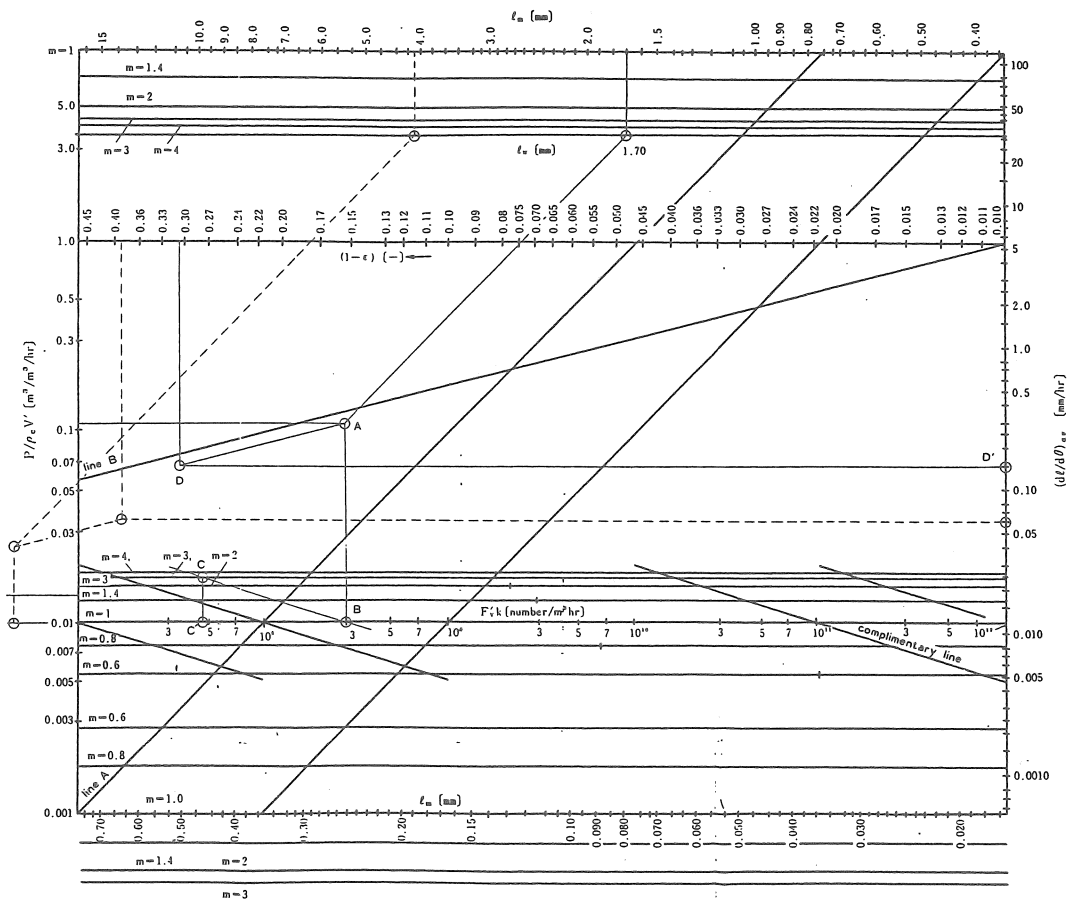 ℓm [mm]
15 10.0 9.0 8.0 7.0 6.0 5.0 4.0 3.0 2.0 1.5 1.00 0.80 0.70 0.60 0.50 0.40
m=1
m=1.4
100
m=2
5.0
50
m=3 m=4 ℓw [mm] 1.70
3.0
20
10
0.45 0.40 0.36 0.33 0.30 0.27 0.24 0.22 0.20 0.17 0.15 0.13 0.12 0.11 0.10 0.09 0.08 0.075 0.070 0.065 0.060 0.055 0.050 0.045 0.040 0.036 0.033 0.030 0.027 0.024 0.022 0.020 0.017 0.015 0.013 0.012 0.011 0.010
1.0
5
(1−ε) [−]
0.5
2.0
0.3
1.0
P/ρcV′ [m³/m³/hr]
0.5
(dℓ/dθ)av [mm/hr]
0.1
A
line B
0.07
D
D′
0.05
0.10
0.03
0.05
m=4, m=3, m=2
C
m=3
m=1.4
m=1
B
F′vk [number/m³hr]
0.01
C′
3 5 7 3 5 7 3 5 7 10¹⁰ 3 5 7 10¹¹ 3 5
0.010
m=0.8
complimentary line
0.007
m=0.6
0.005
0.005
0.003
m=0.6
m=0.8
line A
0.0010
m=1.0
ℓm [mm]
0.001
0.70 0.60 0.50 0.40 0.30 0.20 0.15 0.10 0.090 0.080 0.070 0.060 0.050 0.040 0.030 0.020
m=1.4 m=2
m=3